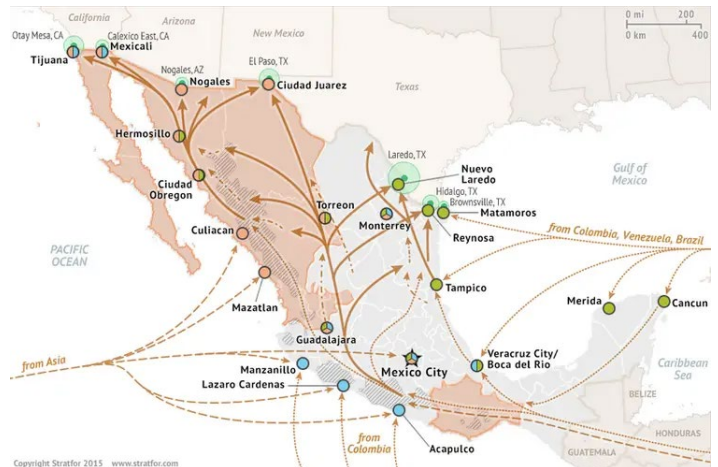 California
Arizona
New Mexico
Texas
0 mi 200
0 km 400
Otay Mesa, CA
Calexico East, CA
Mexicali
Tijuana
Nogales, AZ
Nogales
El Paso, TX
Ciudad Juarez
Hermosillo
Ciudad
Obregon
Culiacan
Mazatlan
Torreon
Monterrey
Laredo, TX
Nuevo
Laredo
Hidalgo, TX
Brownsville, TX
Matamoros
Reynosa
Gulf of
Mexico
from Colombia, Venezuela, Brazil
PACIFIC
OCEAN
Tampico
Merida
Cancun
Guadalajara
from Asia
Manzanillo
Lazaro Cardenas
Mexico City
Veracruz City/
Boca del Rio
Caribbean
Sea
BELIZE
from
Colombia
Acapulco
HONDURAS
GUATEMALA
Copyright Stratfor 2015 www.stratfor.com